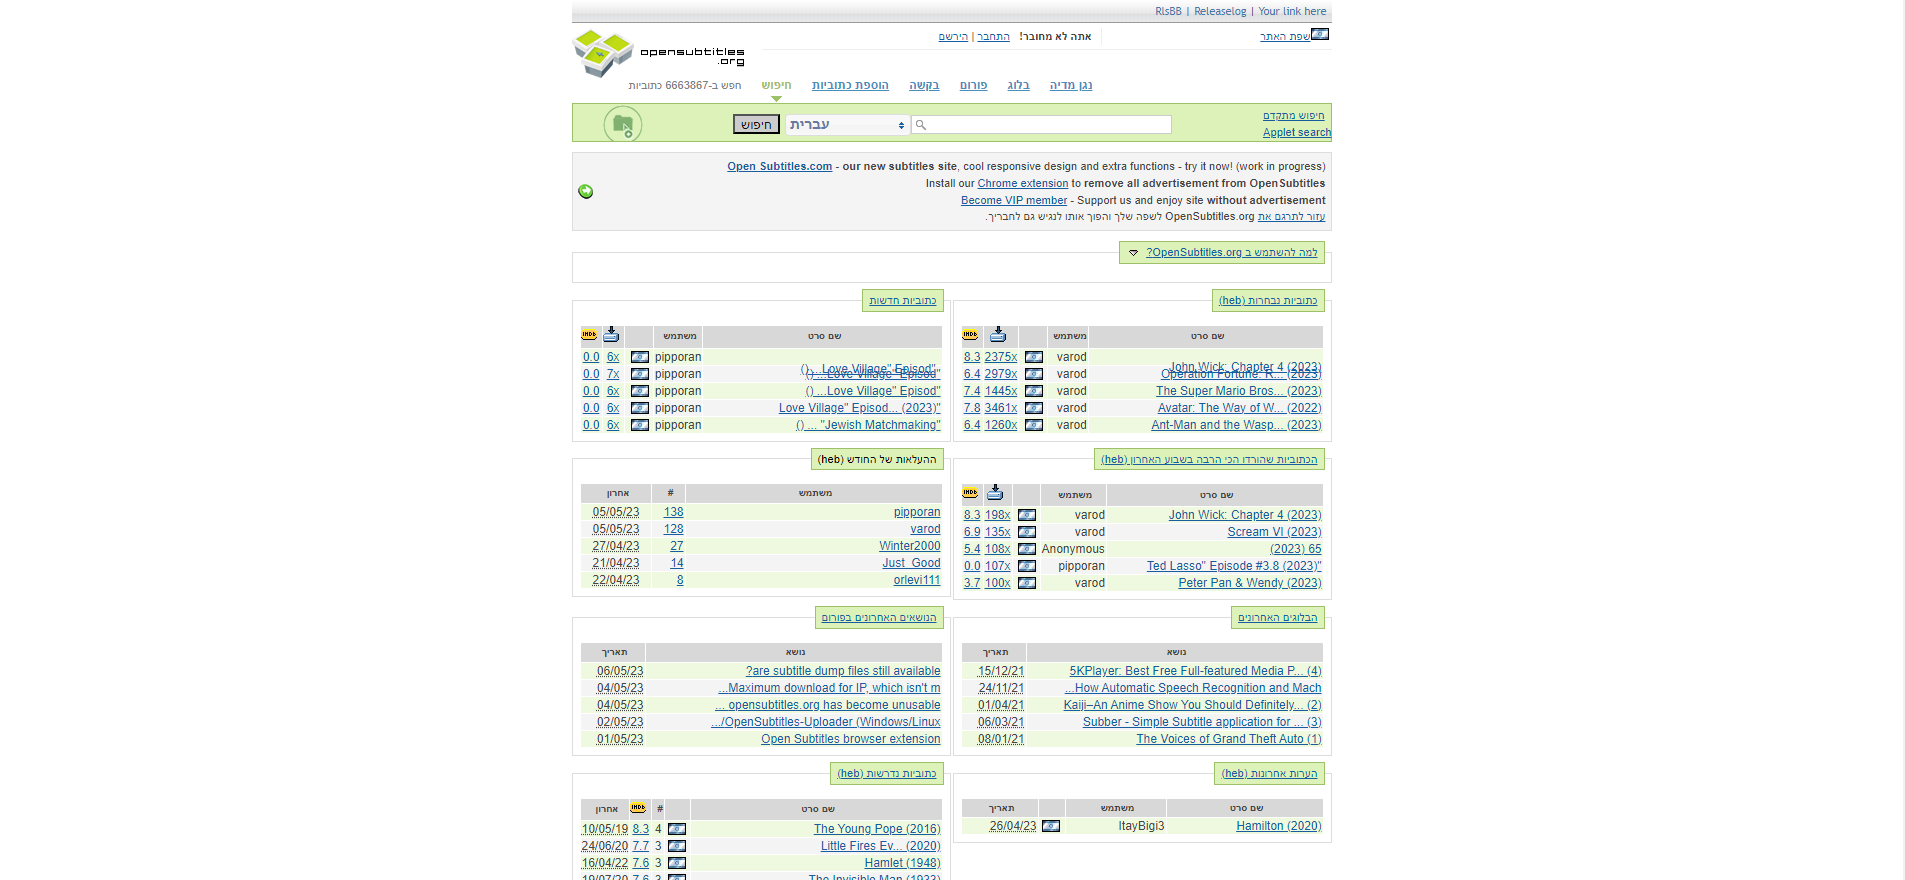 RlsBB | Releaselog | Your link here
שפת האתר
אתה לא מחובר! התחבר | הירשם
opensubtitles
.org
נגן מדיה
בלוג
פורום
בקשה
הוספת כתוביות
חיפוש
חפש ב-6663867 כתוביות
חיפוש מתקדם
Applet search
עברית
חיפוש
Open Subtitles.com - our new subtitles site, cool responsive design and extra functions - try it now! (work in progress)
Install our Chrome extension to remove all advertisement from OpenSubtitles
Become VIP member - Support us and enjoy site without advertisement
עזור לתרגם את OpenSubtitles.org לשפה שלך והפוך אותו לנגיש גם לחבריך.
למה להשתמש ב OpenSubtitles.org?
כתוביות נבחרות (heb)
שם סרט משתמש IMDb
John Wick: Chapter 4 (2023) varod 2375x 8.3
Operation Fortune: R... (2023) varod 2979x 6.4
The Super Mario Bros... (2023) varod 1445x 7.4
Avatar: The Way of W... (2022) varod 3461x 7.8
Ant-Man and the Wasp... (2023) varod 1260x 6.4
כתוביות חדשות
שם סרט משתמש IMDb
() ...Love Village" Episod" pipporan 6x 0.0
() ...Love Village" Episod" pipporan 7x 0.0
() ...Love Village" Episod" pipporan 6x 0.0
Love Village" Episod... (2023)" pipporan 6x 0.0
() ... "Jewish Matchmaking" pipporan 6x 0.0
הכתוביות שהורדו הכי הרבה בשבוע האחרון (heb)
שם סרט משתמש IMDb
John Wick: Chapter 4 (2023) varod 198x 8.3
Scream VI (2023) varod 135x 6.9
(2023) 65 Anonymous 108x 5.4
Ted Lasso" Episode #3.8 (2023)" pipporan 107x 0.0
Peter Pan & Wendy (2023) varod 100x 3.7
ההעלאות של החודש (heb)
משתמש # אחרון
pipporan 138 05/05/23
varod 128 05/05/23
Winter2000 27 27/04/23
Just_Good 14 21/04/23
orlevi111 8 22/04/23
הבלוגים האחרונים
נושא תאריך
5KPlayer: Best Free Full-featured Media P... (4) 15/12/21
...How Automatic Speech Recognition and Mach 24/11/21
Kaiji–An Anime Show You Should Definitely... (2) 01/04/21
Subber - Simple Subtitle application for ... (3) 06/03/21
The Voices of Grand Theft Auto (1) 08/01/21
הנושאים האחרונים בפורום
נושא תאריך
?are subtitle dump files still available 06/05/23
...Maximum download for IP, which isn't m 04/05/23
... opensubtitles.org has become unusable 04/05/23
.../OpenSubtitles-Uploader (Windows/Linux 02/05/23
Open Subtitles browser extension 01/05/23
הערות אחרונות (heb)
שם סרט משתמש תאריך
Hamilton (2020) ItayBigi3 26/04/23
כתוביות נדרשות (heb)
שם סרט # IMDb אחרון
The Young Pope (2016) 4 8.3 10/05/19
Little Fires Ev... (2020) 3 7.7 24/06/20
Hamlet (1948) 3 7.6 16/04/22
The Invisible Man (1933) 3 7.6 19/07/20